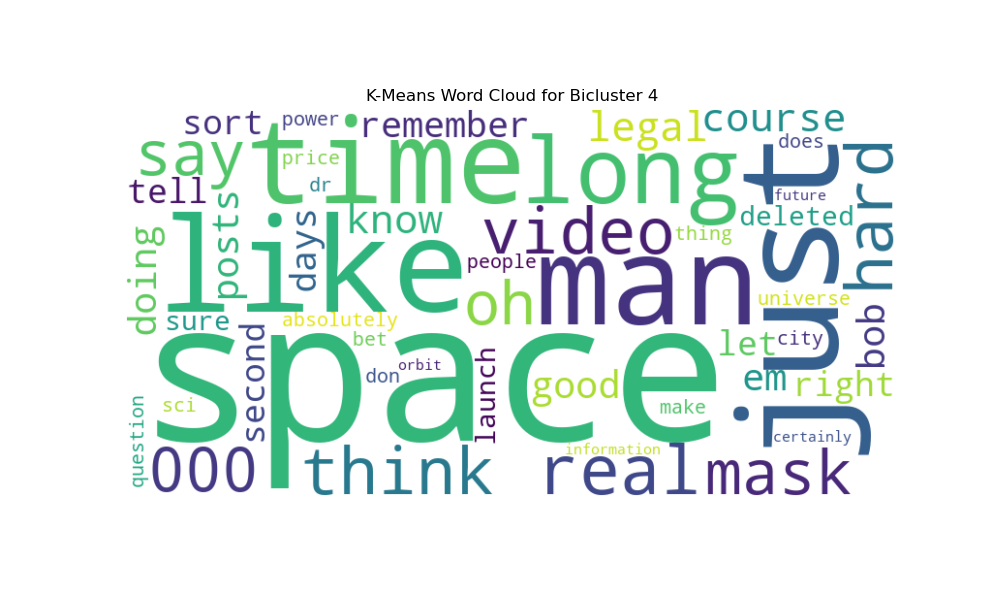 K-Means Word Cloud for Bicluster 4
sort
power
remember
legal
course
say
time
long
just
does
hard
price
tell
dr
future
like
posts
days
know
video
deleted
thing
doing
people
man
oh
universe
sure
absolutely
bob
second
bet
space
launch
let
city
orbit
don
em
right
good
sci
make
question
certainly
000
think
information
real
mask